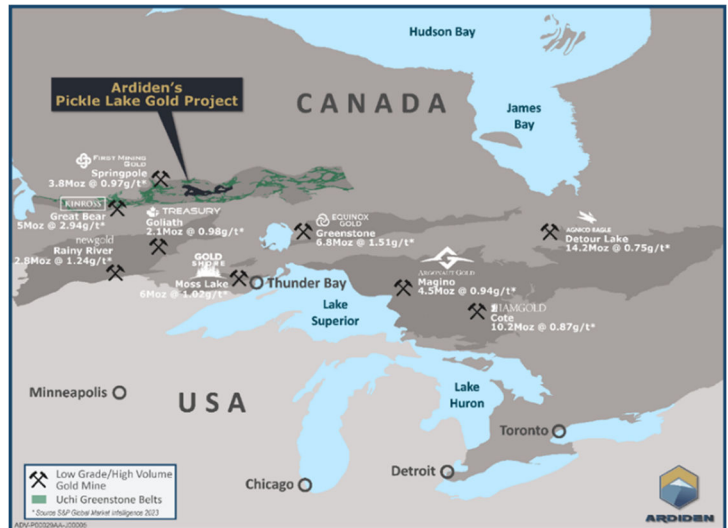 Hudson Bay
Ardiden's
Pickle Lake Gold Project
CANADA
James
Bay
FIRST MINING
GOLD
Springpole
3.8Moz @ 0.97g/t*
KINROSS
Great Bear
5Moz @ 2.94g/t*
TREASURY
Goliath
2.1Moz @ 0.98g/t*
EQUINOX
GOLD
Greenstone
6.8Moz @ 1.51g/t*
AGNICO EAGLE
Detour Lake
14.2Moz @ 0.75g/t*
newgold
Rainy River
2.8Moz @ 1.24g/t*
GOLD
SHORE
Moss Lake
6Moz @ 1.02g/t*
Thunder Bay
ARGONAUT GOLD
Magino
4.5Moz @ 0.94g/t*
IAMGOLD
Cote
10.2Moz @ 0.87g/t*
Lake
Superior
Minneapolis
USA
Lake
Huron
Toronto
Detroit
Chicago
Low Grade/High Volume
Gold Mine
Uchi Greenstone Belts
* Source S&P Global Market Intelligence 2023
ARDIDEN